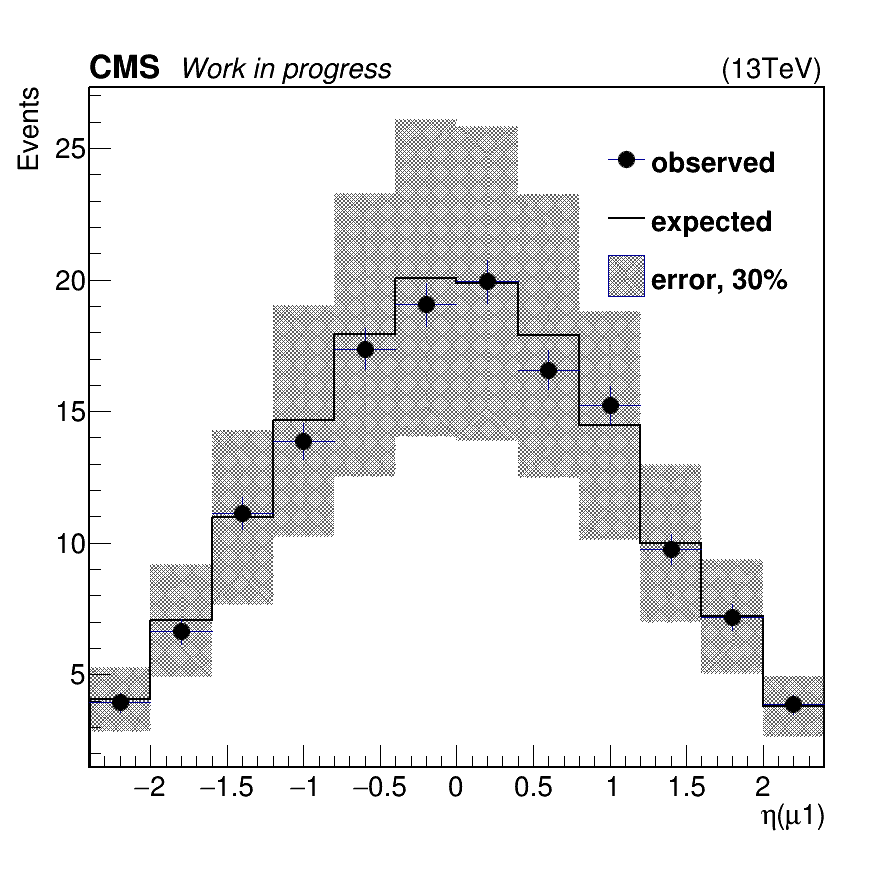 CMS Work in progress (13TeV)
Events
observed
expected
error, 30%
25
20
15
10
5
−2 −1.5 −1 −0.5 0 0.5 1 1.5 2
η(μ1)